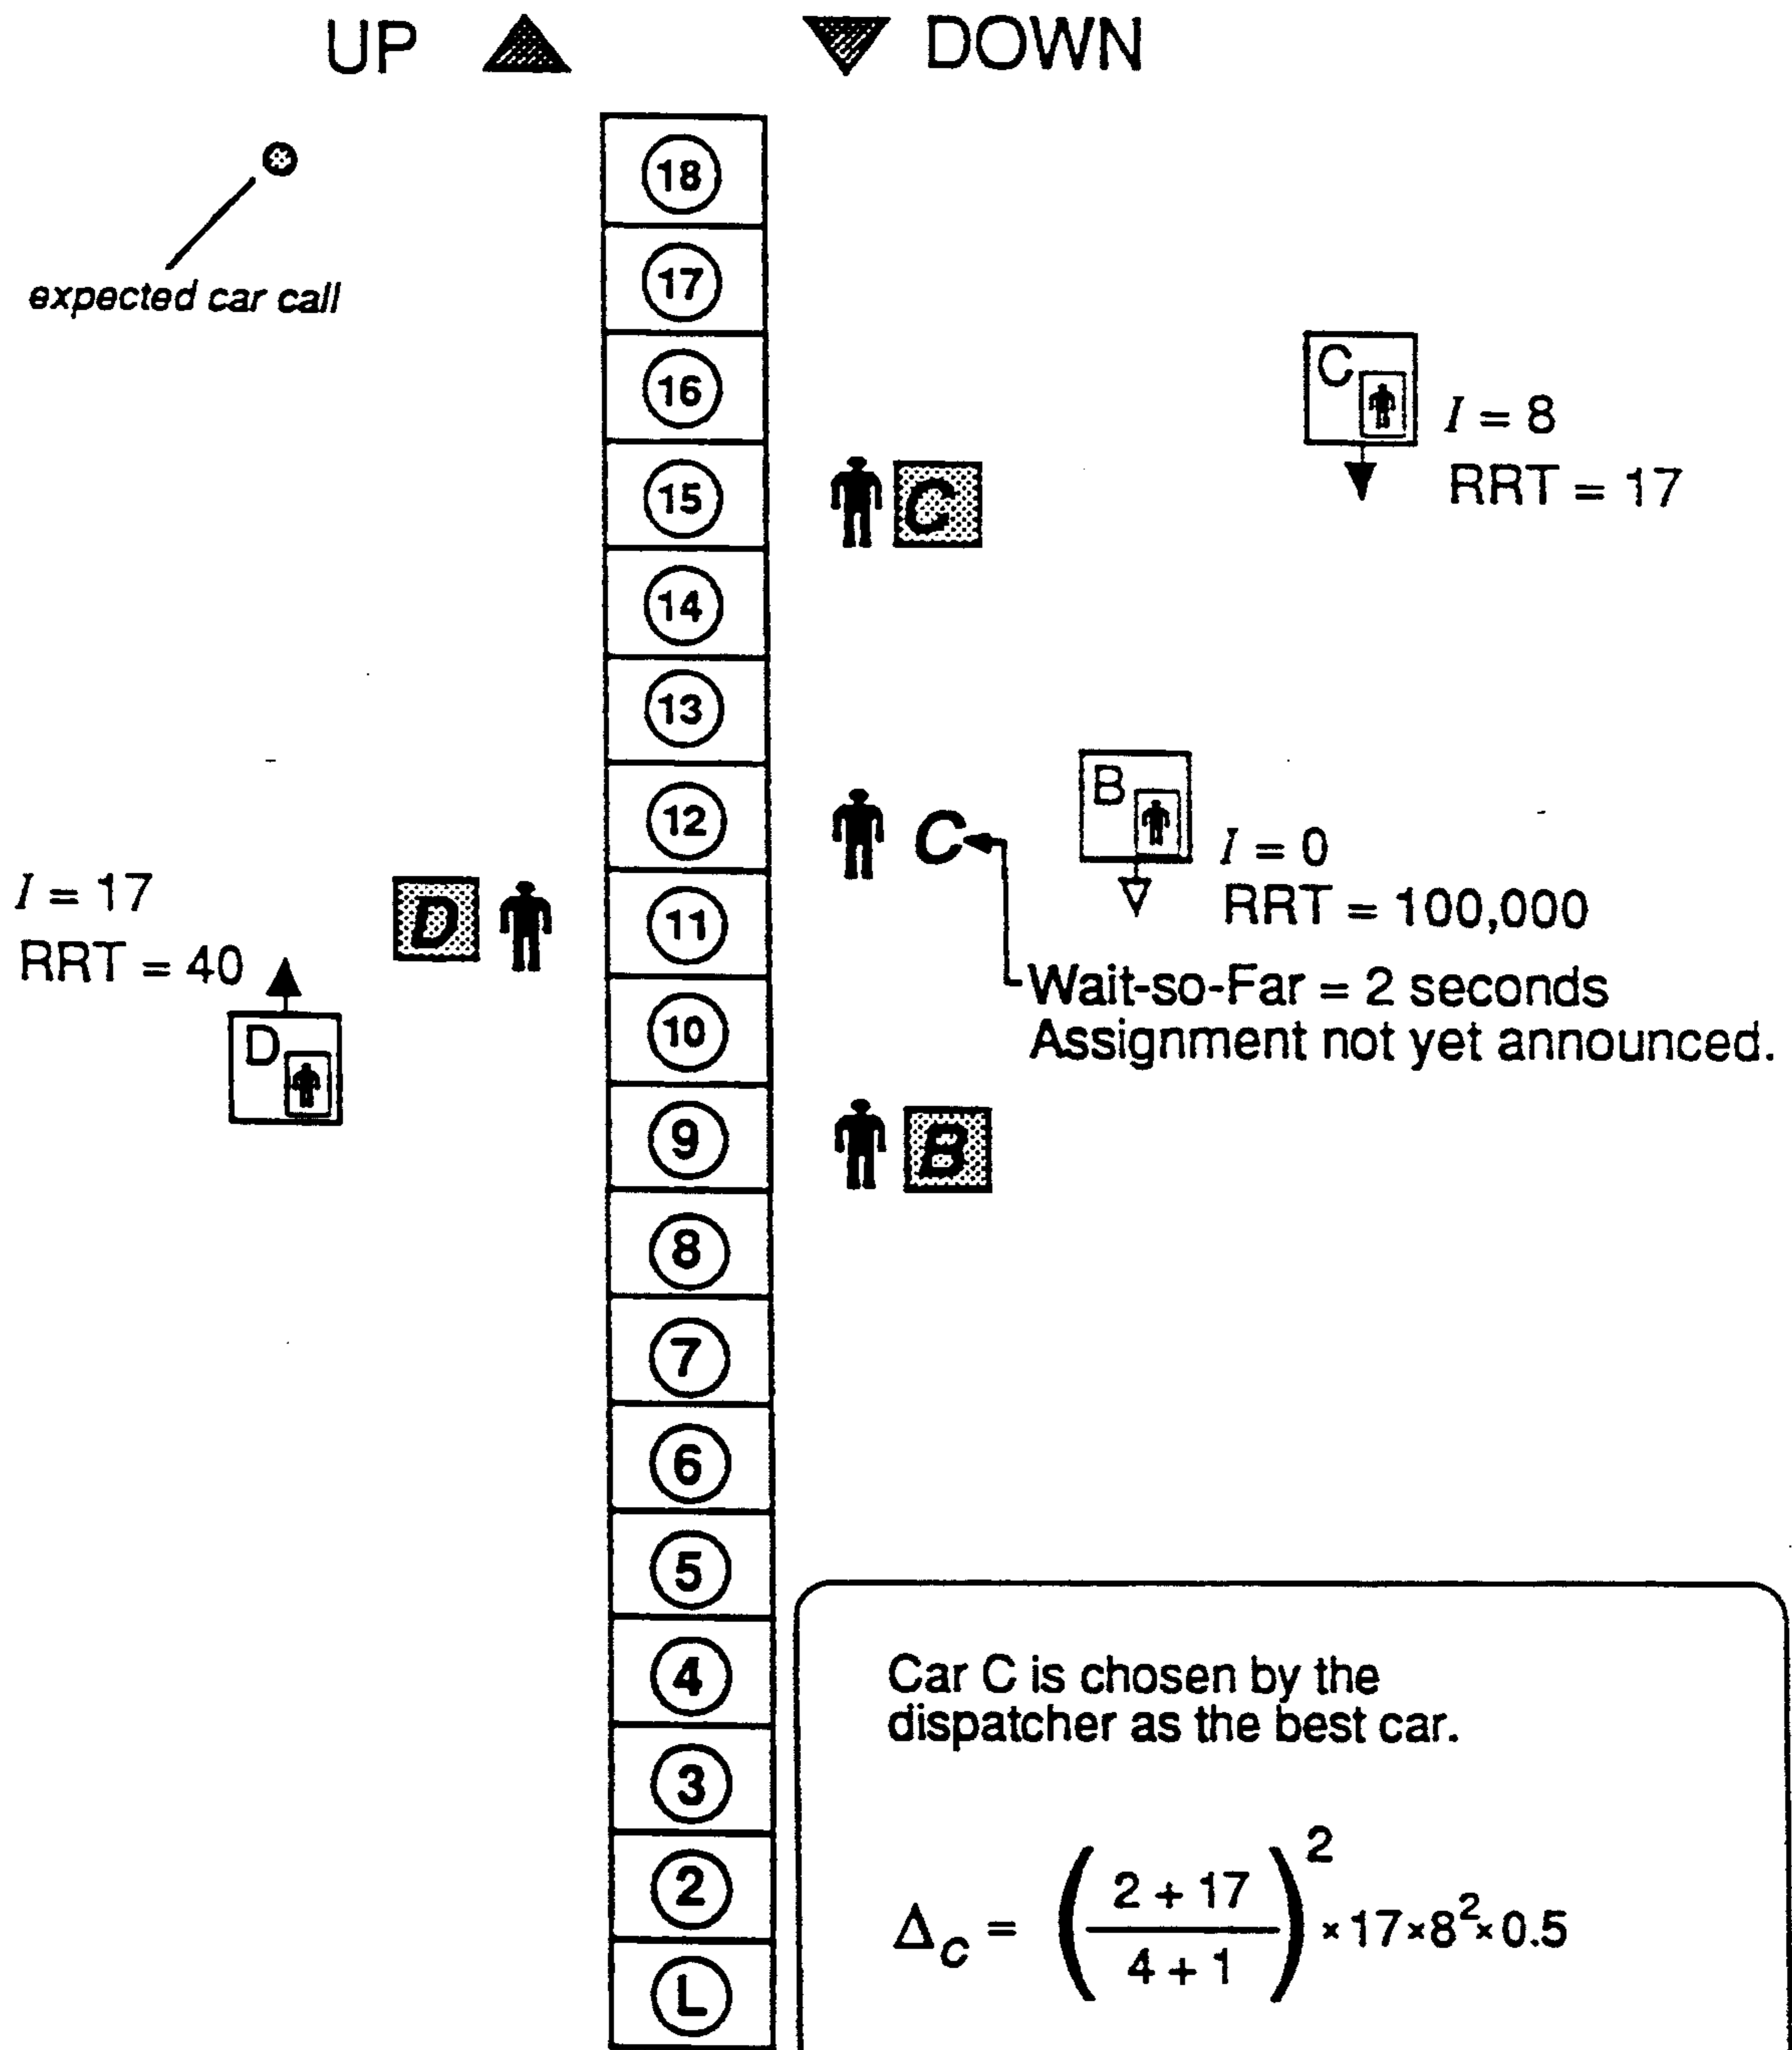 UP DOWN
expected car call
18
17
16
C
I = 8
RRT = 17
15
C
14
13
12
C
B
I = 0
RRT = 100,000
Wait-so-Far = 2 seconds
Assignment not yet announced.
I = 17
RRT = 40
D
11
D
10
9
B
8
7
6
5
4
3
2
L
Car C is chosen by the
dispatcher as the best car.
Δ_C = ((2 + 17) / (4 + 1))² × 17 × 8² × 0.5